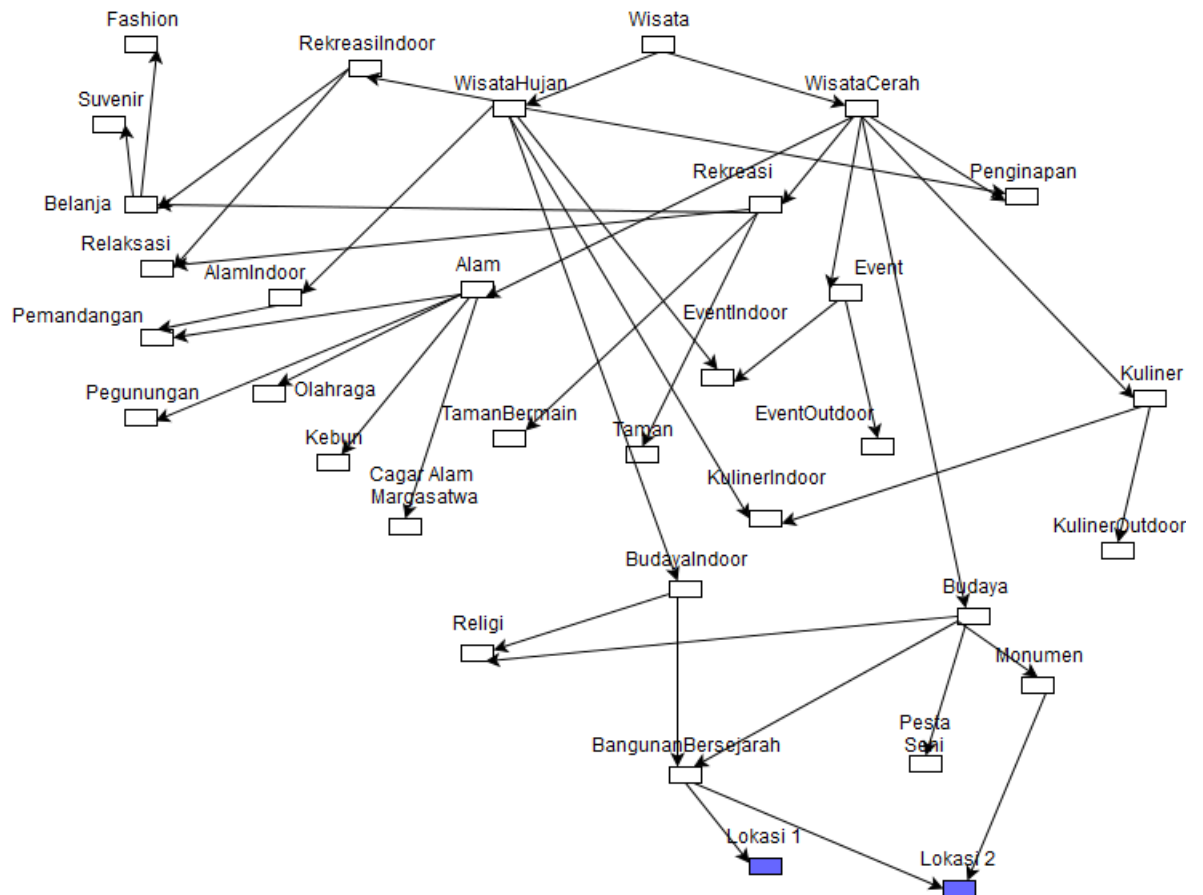 Fashion
Wisata
RekreasiIndoor
WisataHujan
WisataCerah
Suvenir
Rekreasi
Penginapan
Belanja
Relaksasi
AlamIndoor
Alam
Event
Pemandangan
EventIndoor
Kuliner
Pegunungan
Olahraga
TamanBermain
Taman
EventOutdoor
Kebun
Cagar Alam
Margasatwa
KulinerIndoor
KulinerOutdoor
BudayaIndoor
Budaya
Religi
Monumen
Pesta
Seni
BangunanBersejarah
Lokasi 1
Lokasi 2